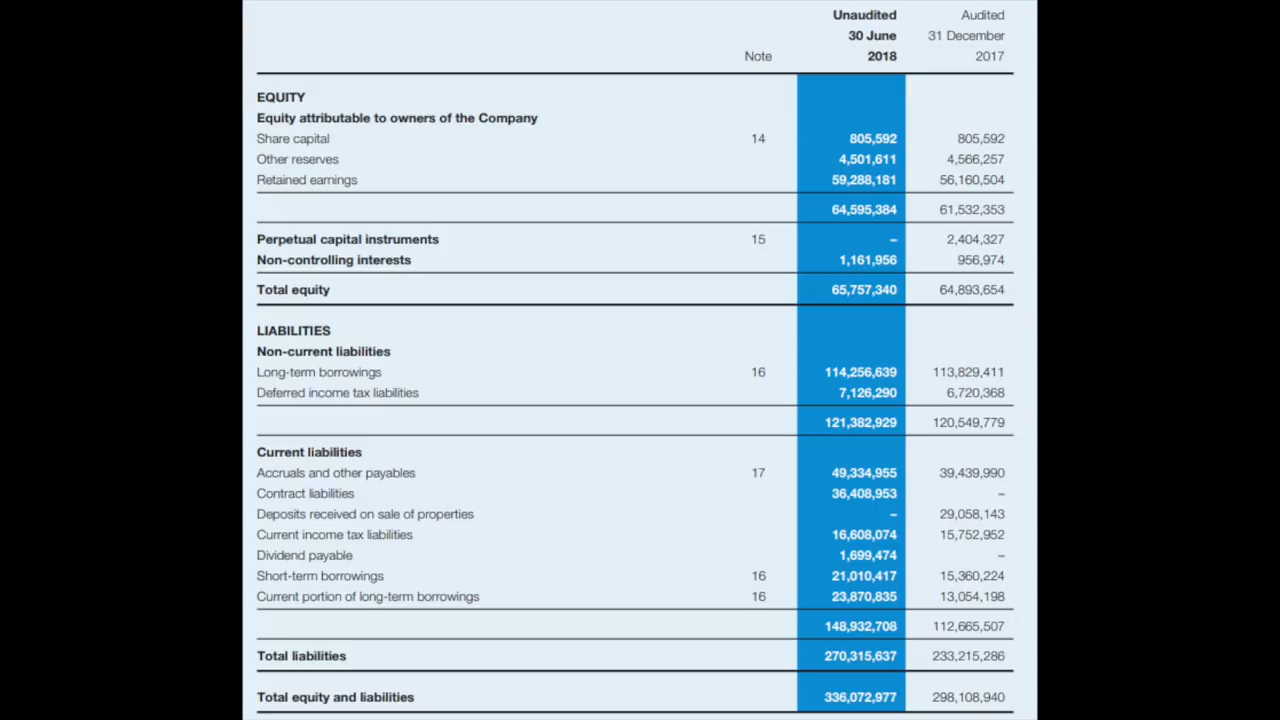 Unaudited Audited
30 June 31 December
Note 2018 2017
EQUITY
Equity attributable to owners of the Company
Share capital 14 805,592 805,592
Other reserves 4,501,611 4,566,257
Retained earnings 59,288,181 56,160,504
64,595,384 61,532,353
Perpetual capital instruments 15 – 2,404,327
Non-controlling interests 1,161,956 956,974
Total equity 65,757,340 64,893,654
LIABILITIES
Non-current liabilities
Long-term borrowings 16 114,256,639 113,829,411
Deferred income tax liabilities 7,126,290 6,720,368
121,382,929 120,549,779
Current liabilities
Accruals and other payables 17 49,334,955 39,439,990
Contract liabilities 36,408,953 –
Deposits received on sale of properties – 29,058,143
Current income tax liabilities 16,608,074 15,752,952
Dividend payable 1,699,474 –
Short-term borrowings 16 21,010,417 15,360,224
Current portion of long-term borrowings 16 23,870,835 13,054,198
148,932,708 112,665,507
Total liabilities 270,315,637 233,215,286
Total equity and liabilities 336,072,977 298,108,940